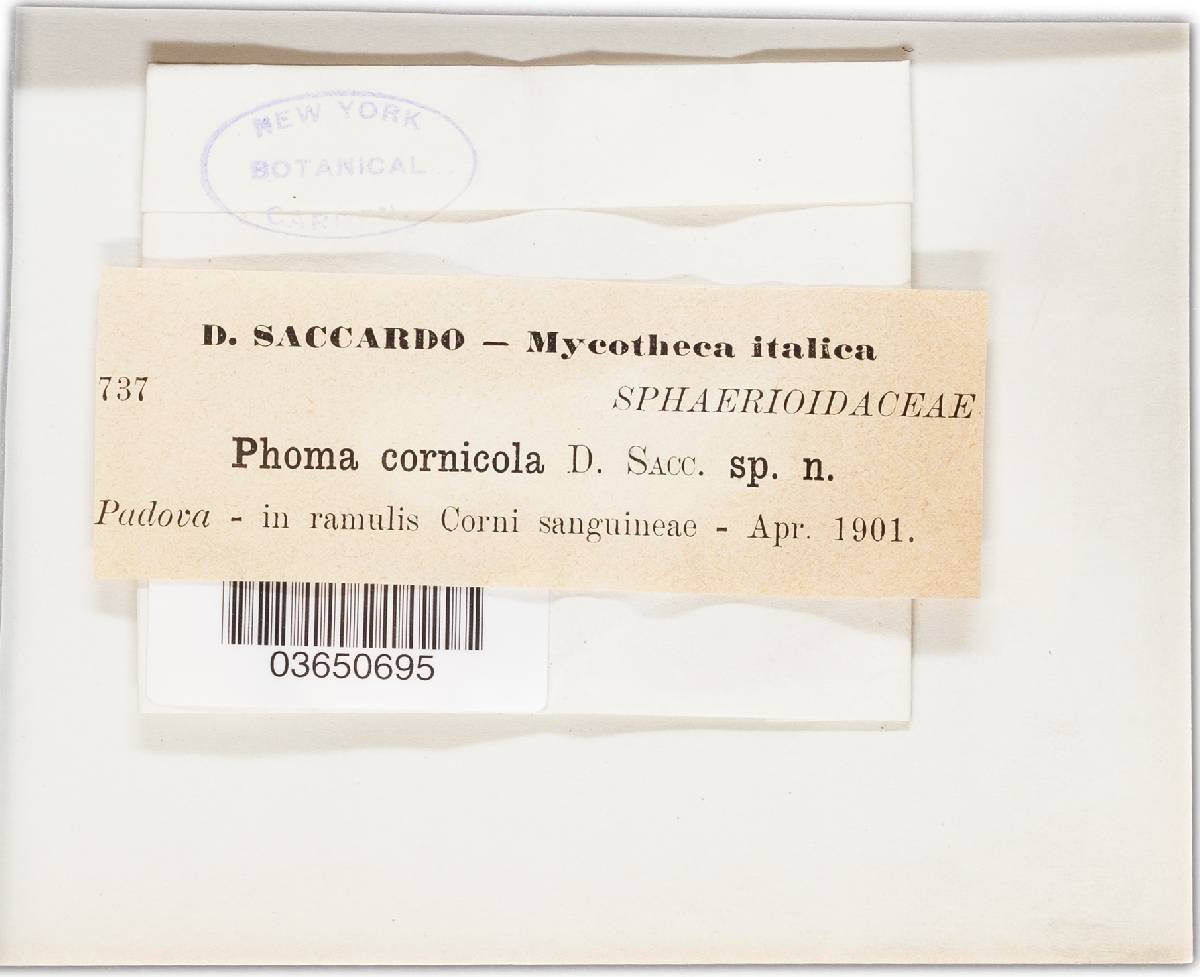 NEW YORK
BOTANICAL
GARDEN
D. SACCARDO — Mycotheca italica
737
SPHAERIOIDACEAE
Phoma cornicola D. SACC. sp. n.
Padova - in ramulis Corni sanguineae - Apr. 1901.
03650695